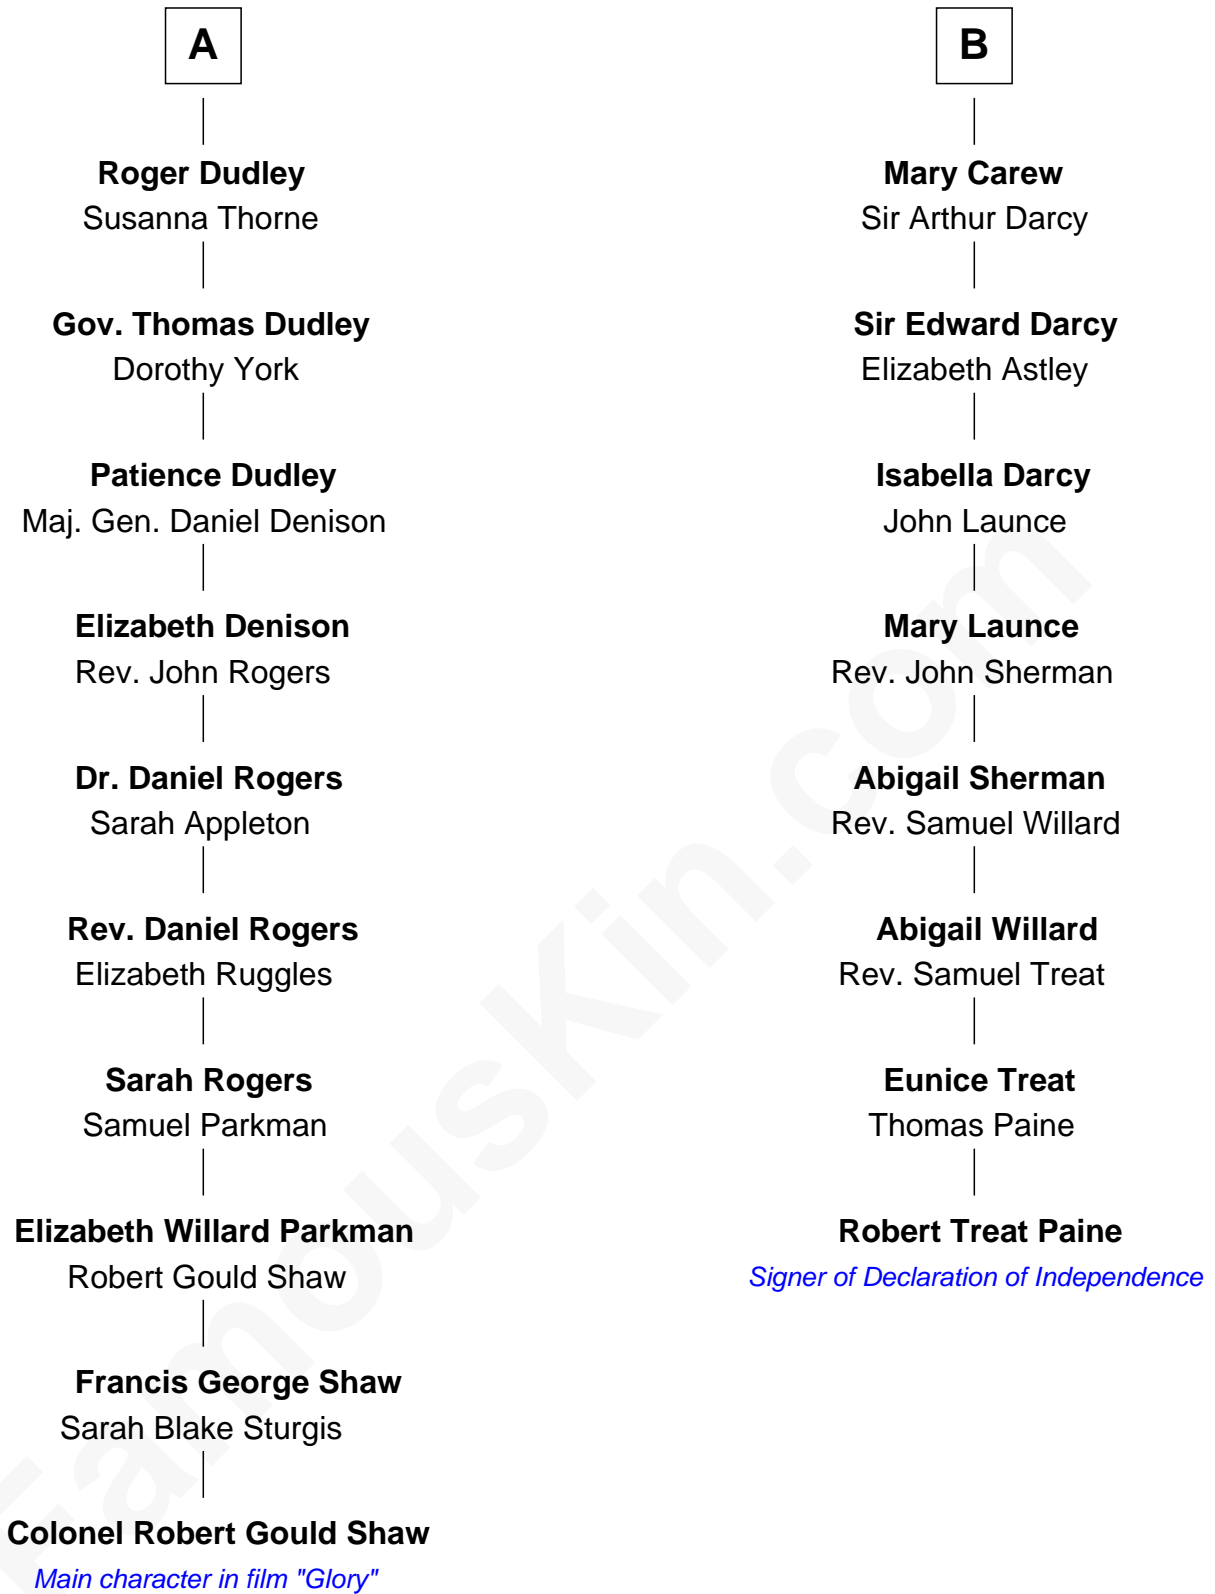 A
Roger Dudley
Susanna Thorne
Gov. Thomas Dudley
Dorothy York
Patience Dudley
Maj. Gen. Daniel Denison
Elizabeth Denison
Rev. John Rogers
Dr. Daniel Rogers
Sarah Appleton
Rev. Daniel Rogers
Elizabeth Ruggles
Sarah Rogers
Samuel Parkman
Elizabeth Willard Parkman
Robert Gould Shaw
Francis George Shaw
Sarah Blake Sturgis
Colonel Robert Gould Shaw
Main character in film "Glory"
B
Mary Carew
Sir Arthur Darcy
Sir Edward Darcy
Elizabeth Astley
Isabella Darcy
John Launce
Mary Launce
Rev. John Sherman
Abigail Sherman
Rev. Samuel Willard
Abigail Willard
Rev. Samuel Treat
Eunice Treat
Thomas Paine
Robert Treat Paine
Signer of Declaration of Independence
FamousKin.com